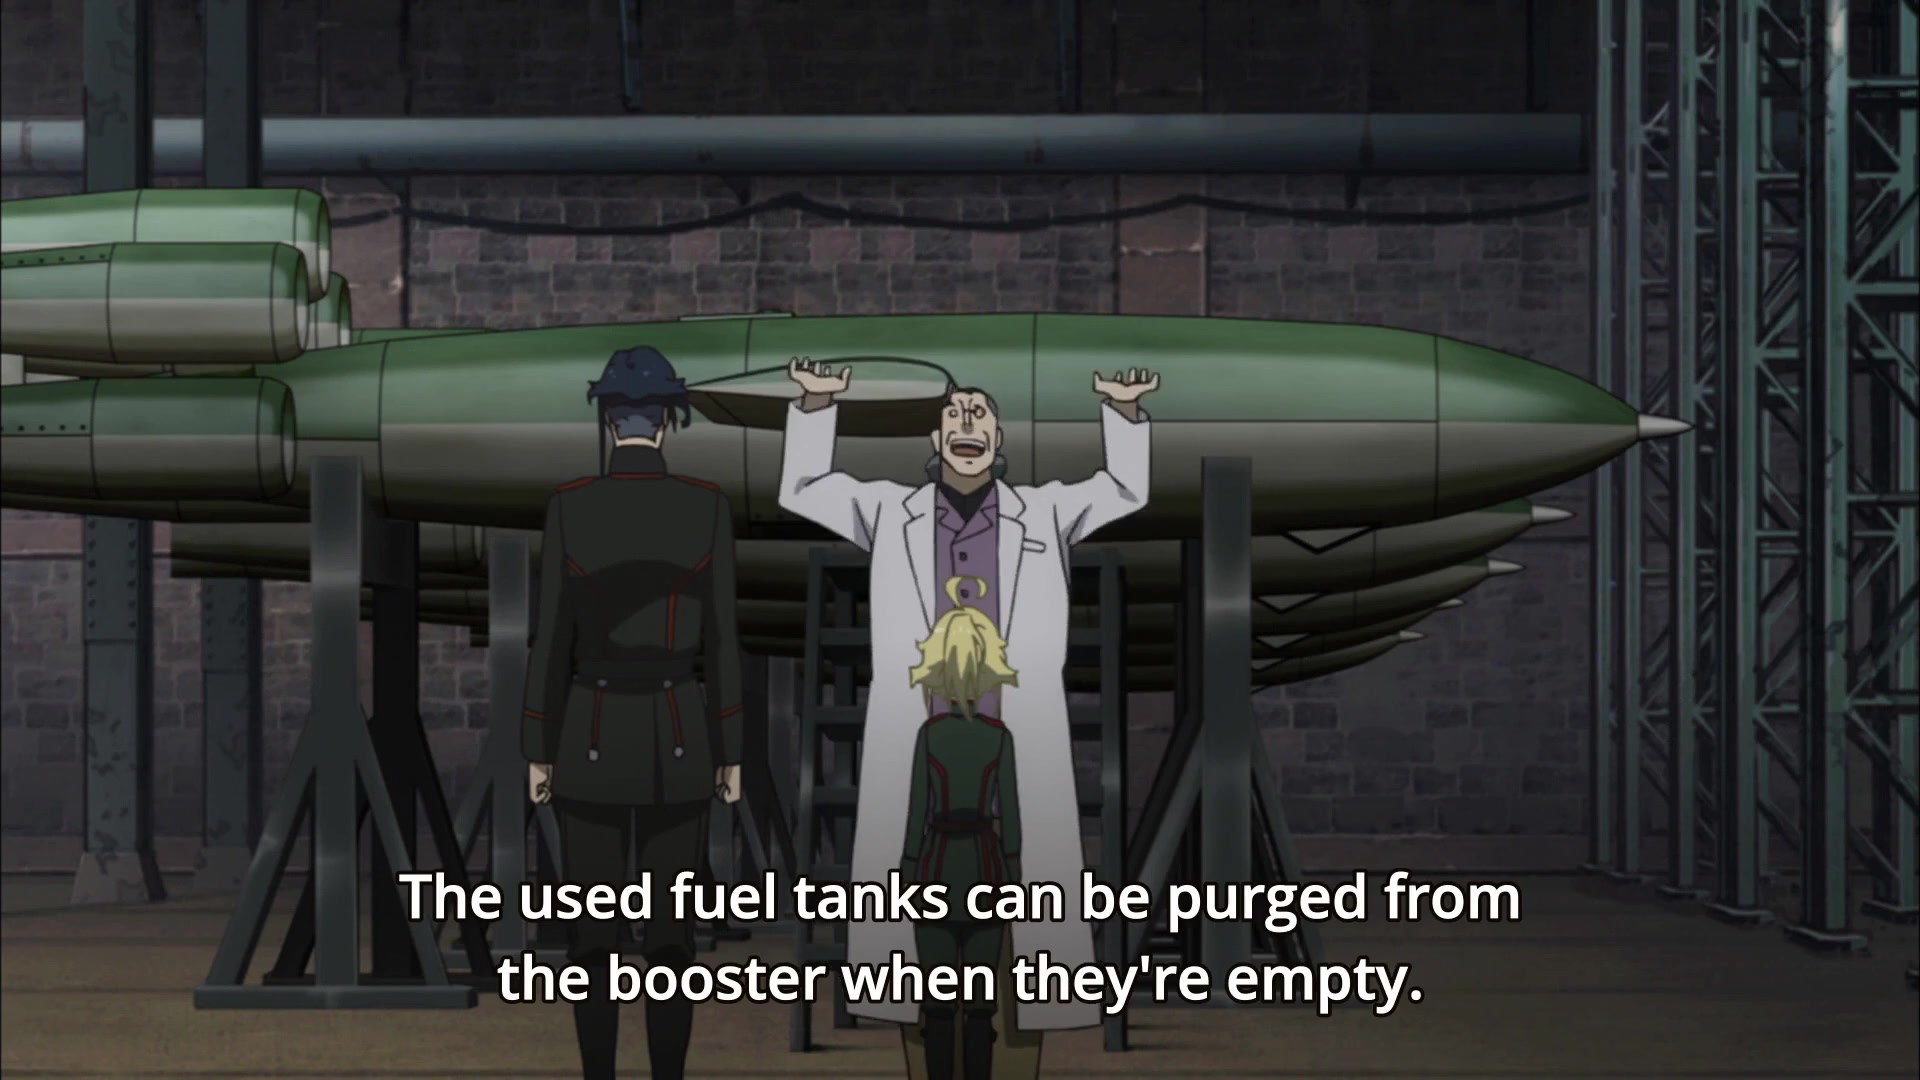 The used fuel tanks can be purged from
the booster when they're empty.